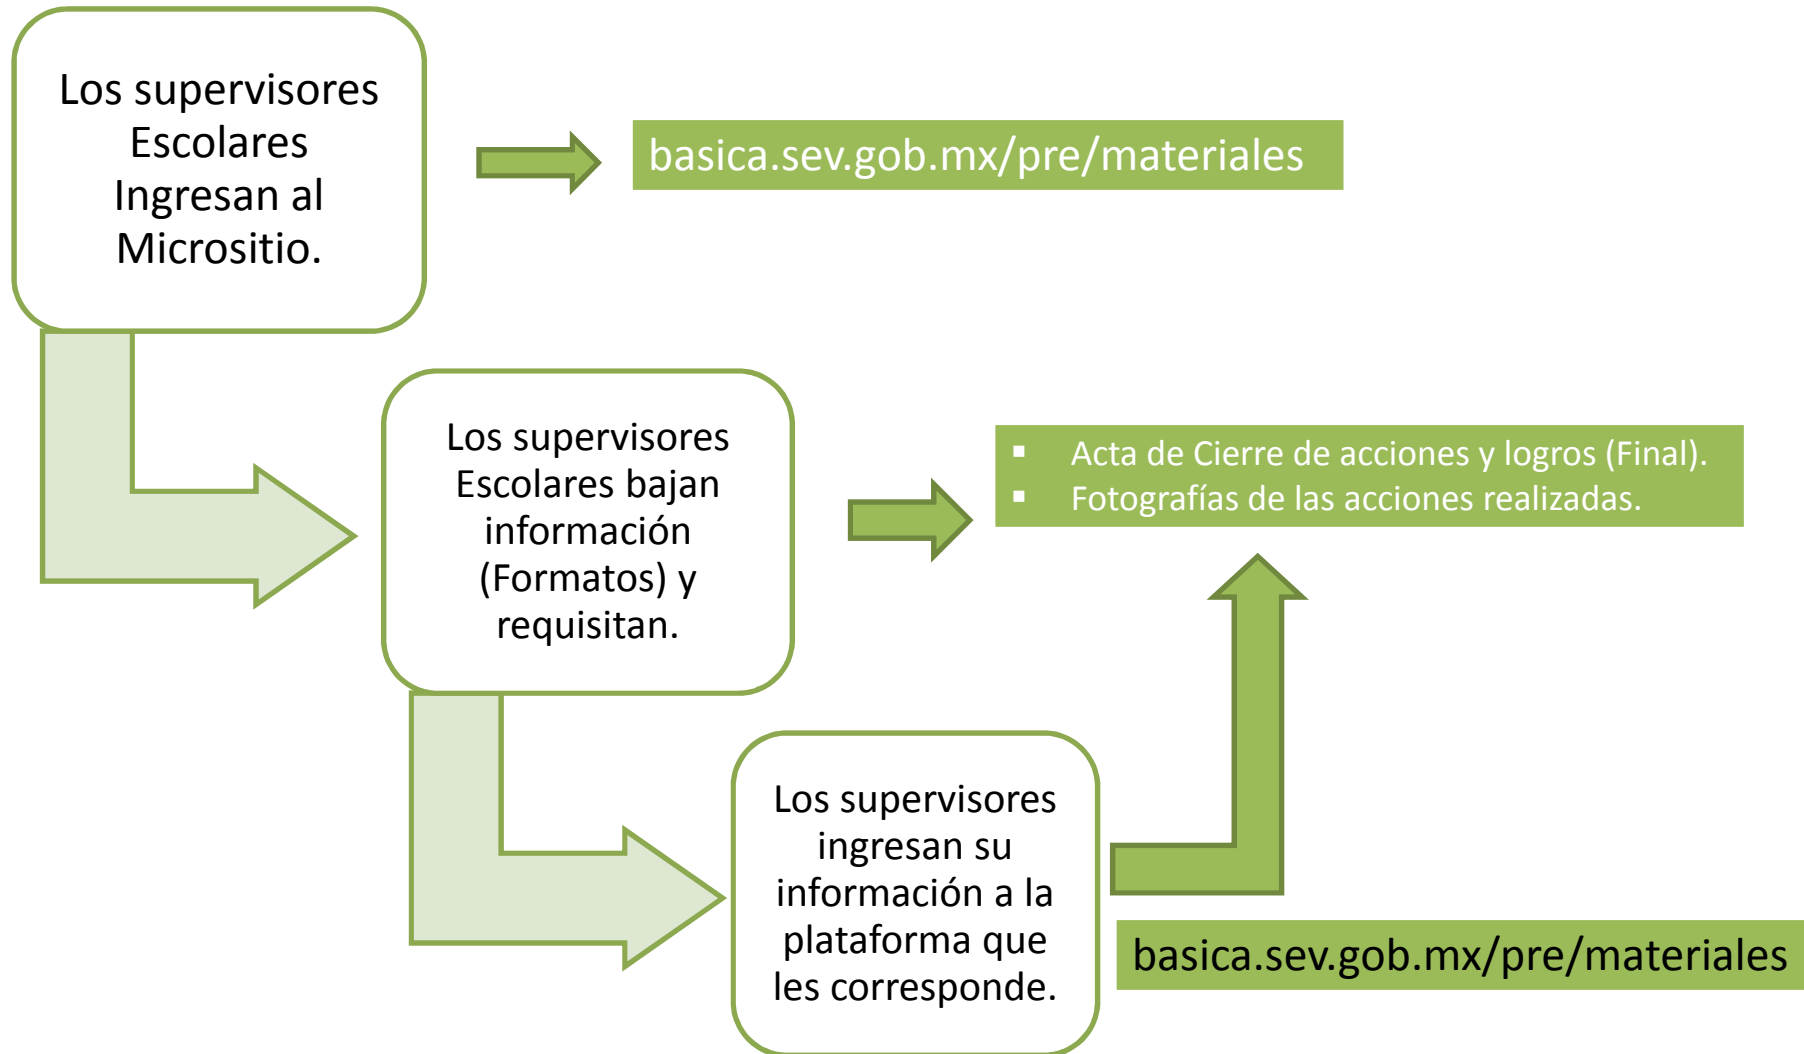 Los supervisores
Escolares
Ingresan al
Micrositio.
basica.sev.gob.mx/pre/materiales
Los supervisores
Escolares bajan
información
(Formatos) y
requisitan.
▪ Acta de Cierre de acciones y logros (Final).
▪ Fotografías de las acciones realizadas.
Los supervisores
ingresan su
información a la
plataforma que
les corresponde.
basica.sev.gob.mx/pre/materiales